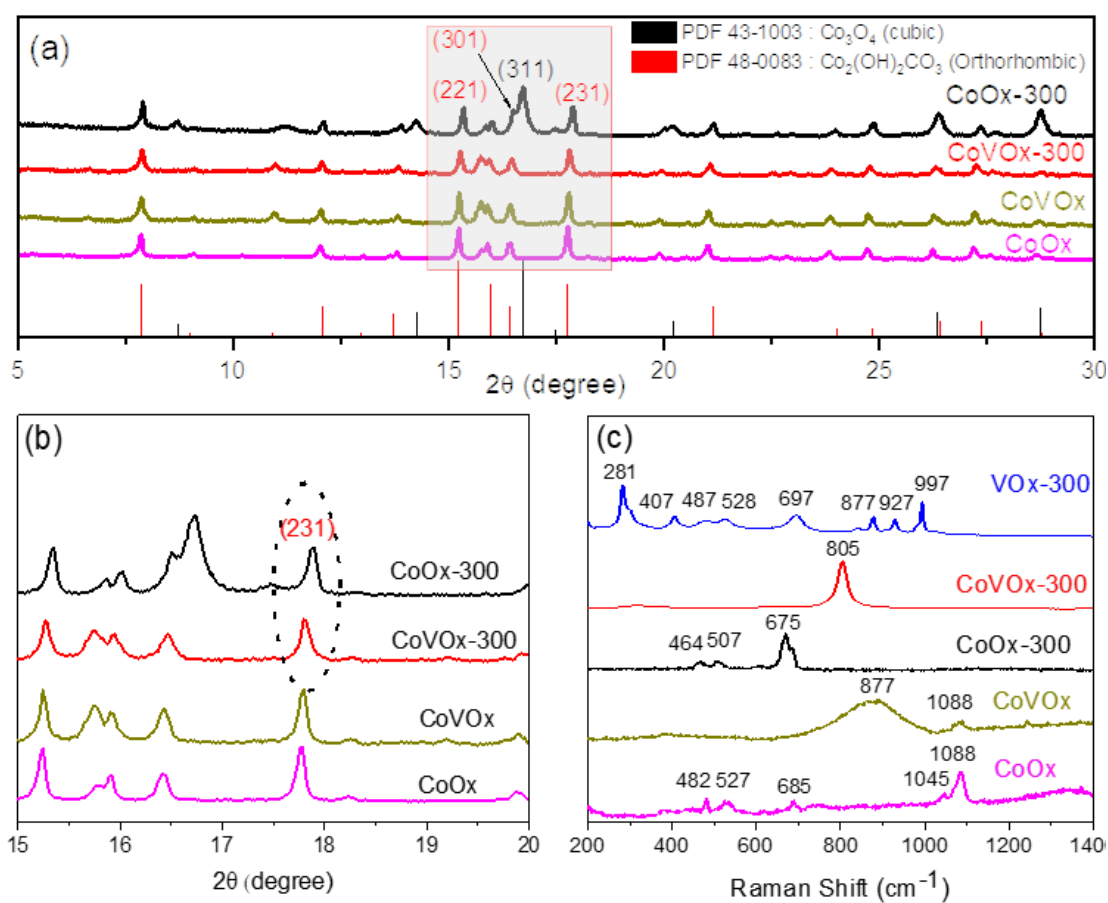 (a)
PDF 43-1003 : Co₃O₄ (cubic)
PDF 48-0083 : Co₂(OH)₂CO₃ (Orthorhombic)
(301)
(311)
(221)
(231)
CoOx-300
CoVOx-300
CoVOx
CoOx
5 10 15 20 25 30
2θ (degree)
(b)
(231)
CoOx-300
CoVOx-300
CoVOx
CoOx
15 16 17 18 19 20
2θ (degree)
(c)
281
407 487 528 697 877 927 997
VOx-300
805
CoVOx-300
464 507 675
CoOx-300
877
1088
CoVOx
482 527 685 1045 1088
CoOx
200 400 600 800 1000 1200 1400
Raman Shift (cm⁻¹)